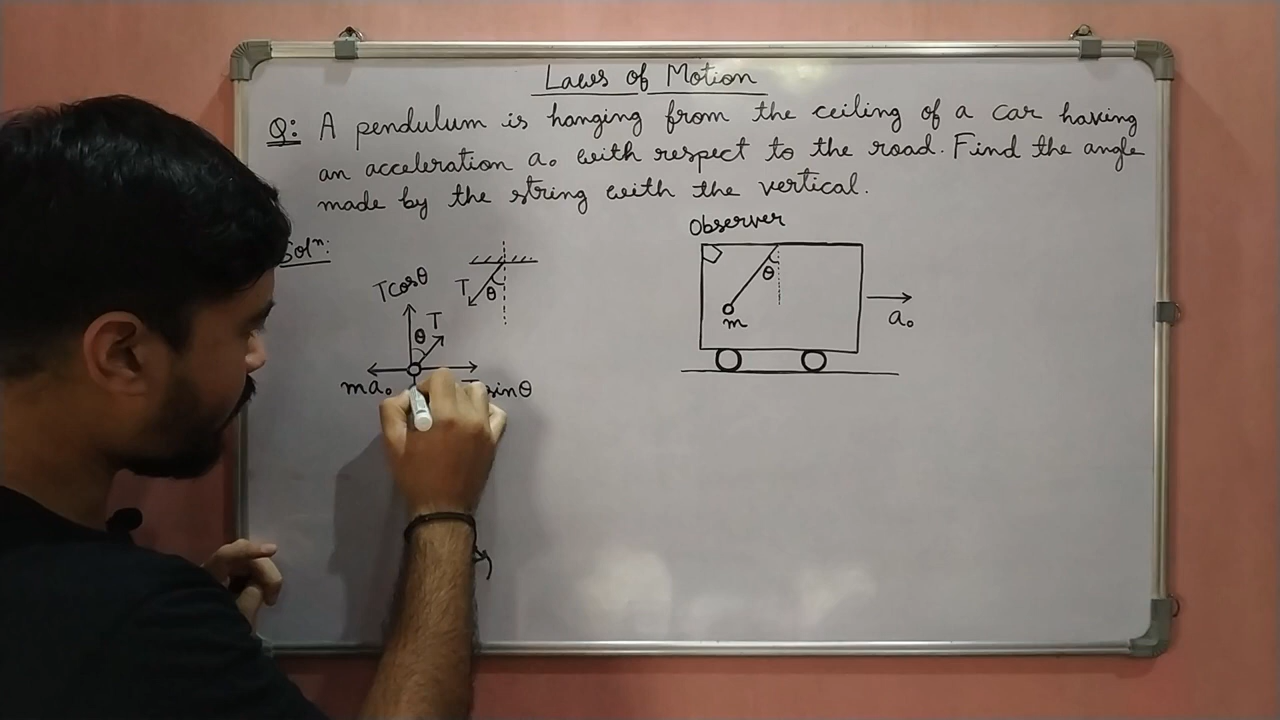 Laws of Motion
Q: A pendulum is hanging from the ceiling of a car having
an acceleration a₀ with respect to the road. Find the angle
made by the string with the vertical.
Observer
Solⁿ:
Tcosθ
T
θ
θ
T
θ
m
a₀
ma₀
sinθ